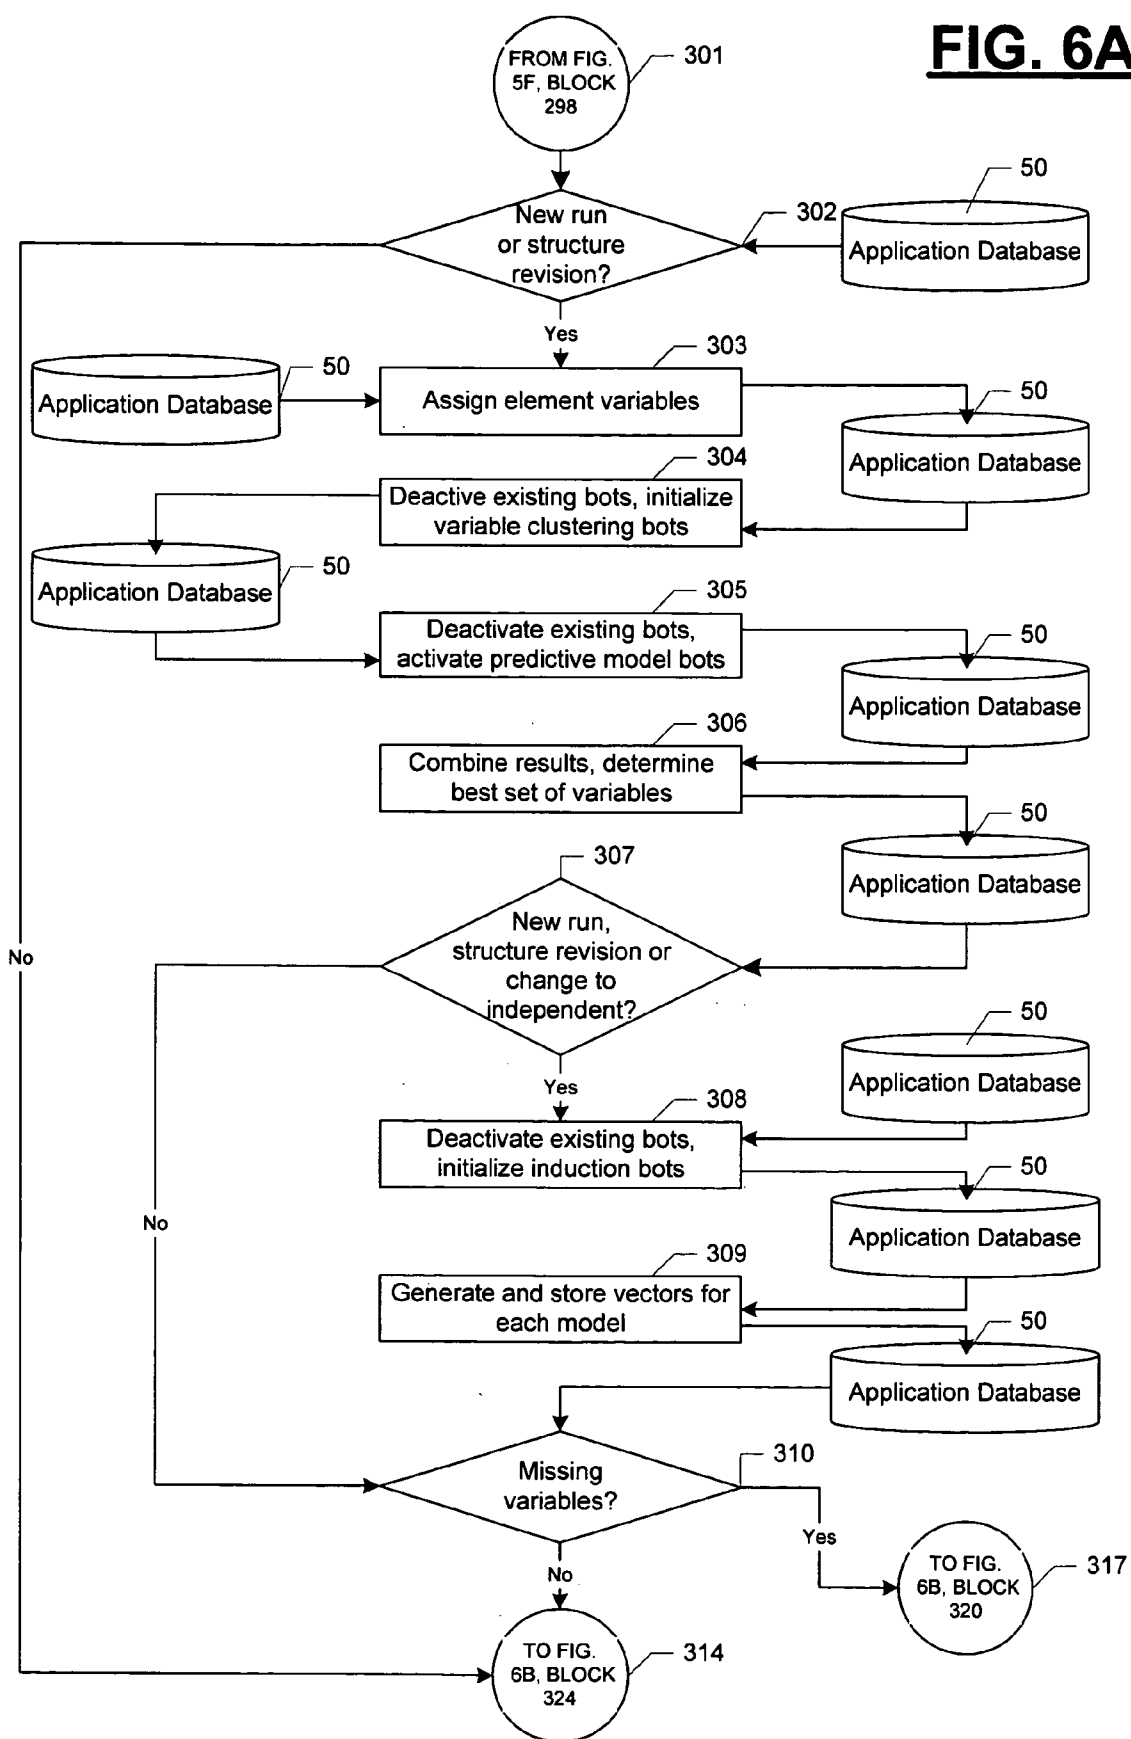 FIG. 6A
FROM FIG.
5F, BLOCK
298
301
New run
or structure
revision?
302
50
Application Database
Yes
303
50
Application Database
Assign element variables
50
Application Database
304
Deactive existing bots, initialize
variable clustering bots
50
Application Database
305
Deactivate existing bots,
activate predictive model bots
50
Application Database
306
Combine results, determine
best set of variables
50
Application Database
307
New run,
structure revision or
change to
independent?
No
50
Application Database
Yes
308
Deactivate existing bots,
initialize induction bots
50
Application Database
No
309
Generate and store vectors for
each model
50
Application Database
310
Missing
variables?
Yes
No
TO FIG.
6B, BLOCK
320
317
TO FIG.
6B, BLOCK
324
314